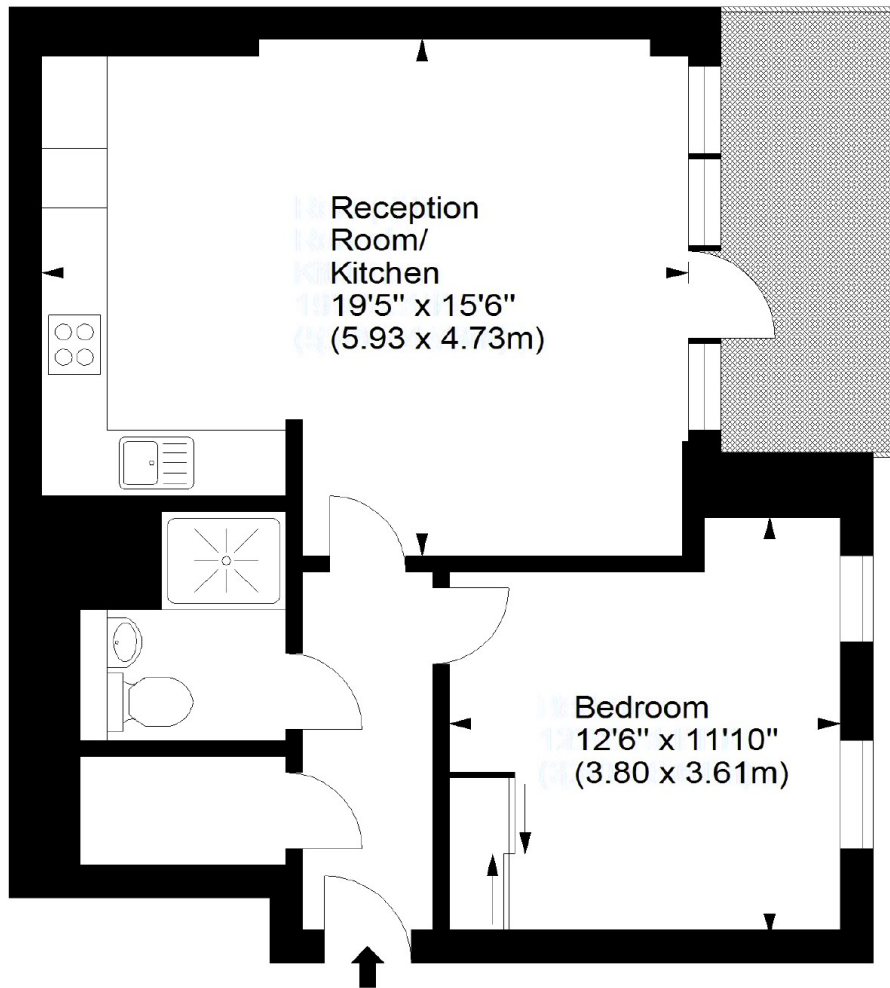 Reception
Room/
Kitchen
19'5" x 15'6"
(5.93 x 4.73m)
Bedroom
12'6" x 11'10"
(3.80 x 3.61m)